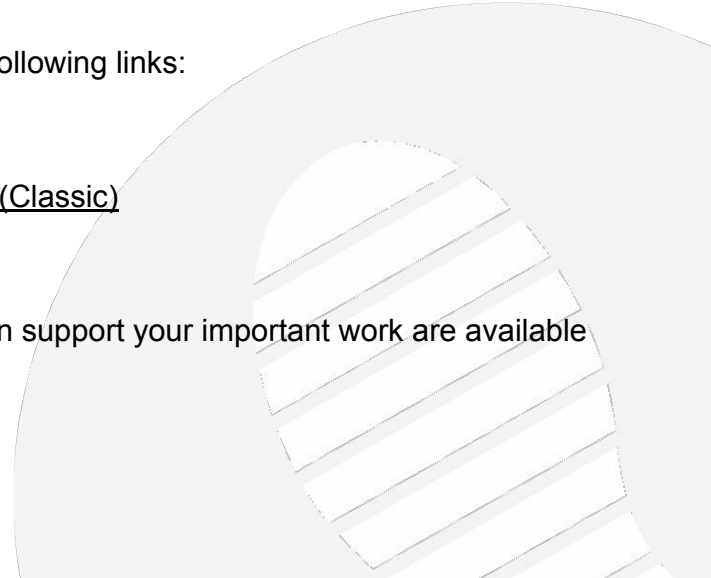 ollowing links:
(Classic)
n support your important work are available